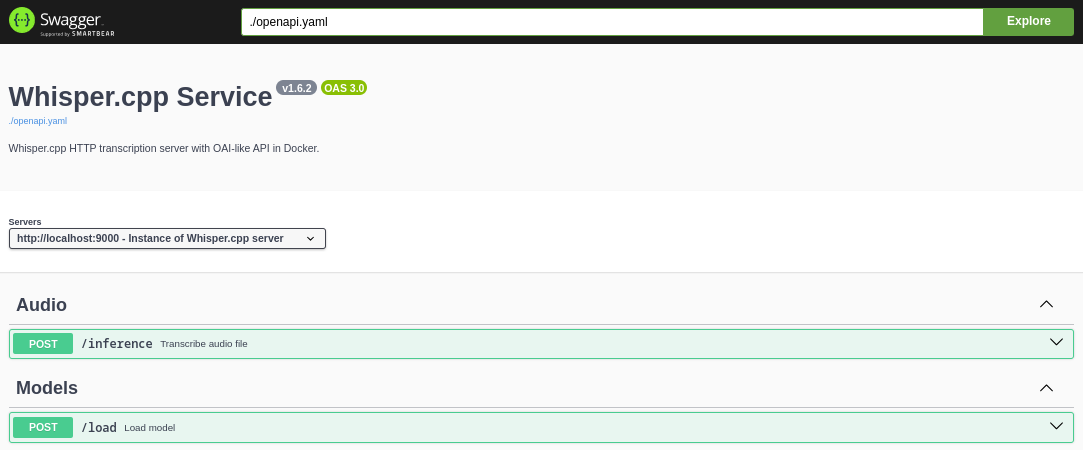 Swagger
Supported by SMARTBEAR
./openapi.yaml
Explore
Whisper.cpp Service v1.6.2 OAS 3.0
./openapi.yaml
Whisper.cpp HTTP transcription server with OAI-like API in Docker.
Servers
http://localhost:9000 - Instance of Whisper.cpp server
Audio
POST /inference Transcribe audio file
Models
POST /load Load model